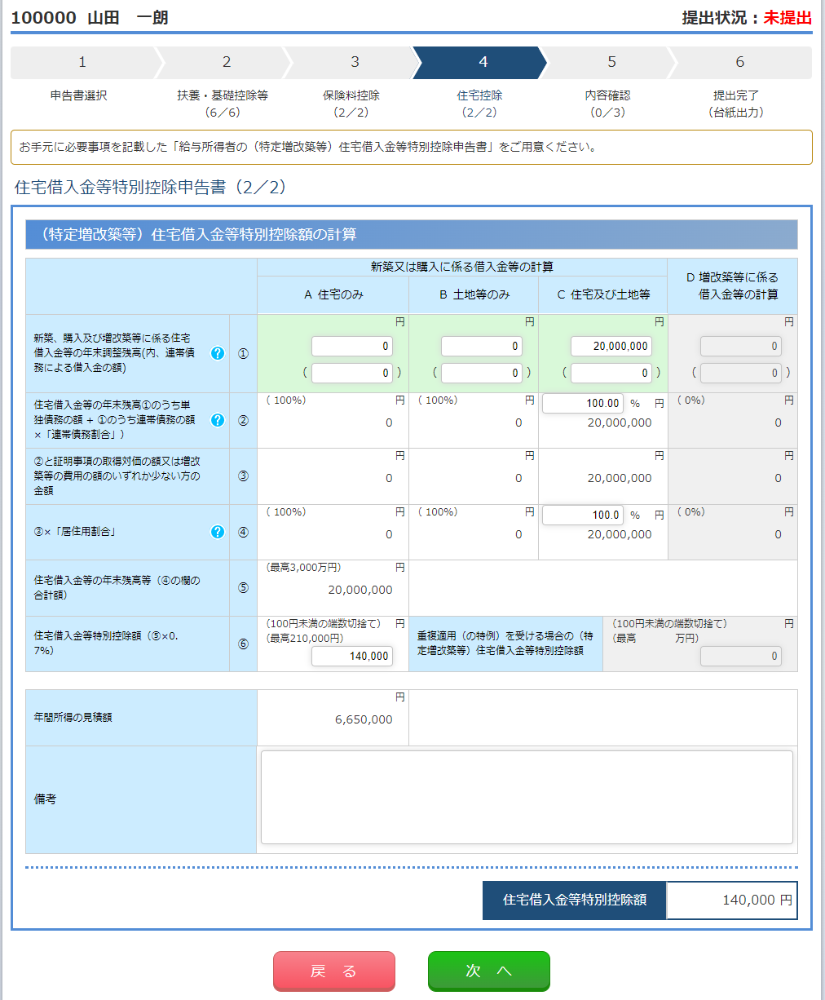 100000 山田　一朗
提出状況：未提出
1
2
3
4
5
6
申告書選択
扶養・基礎控除等
(6／6)
保険料控除
(2／2)
住宅控除
(2／2)
内容確認
(0／3)
提出完了
(台紙出力)
お手元に必要事項を記載した「給与所得者の（特定増改築等）住宅借入金等特別控除申告書」をご用意ください。
住宅借入金等特別控除申告書（2／2）
（特定増改築等）住宅借入金等特別控除額の計算
新築又は購入に係る借入金等の計算
A 住宅のみ
B 土地等のみ
C 住宅及び土地等
D 増改築等に係る
借入金等の計算
新築、購入及び増改築等に係る住宅
借入金等の年末調整残高(内、連帯債
務による借入金の額)
?
①
円
0
( 0 )
円
0
( 0 )
円
20,000,000
( 0 )
円
0
( 0 )
住宅借入金等の年末残高①のうち単
独債務の額 + ①のうち連帯債務の額
×「連帯債務割合」)
?
②
( 100%) 円
0
( 100%) 円
0
100.00 % 円
20,000,000
( 0%) 円
0
②と証明事項の取得対価の額又は増改
築等の費用の額のいずれか少ない方の
金額
③
円
0
円
0
円
20,000,000
円
0
③×「居住用割合」
?
④
( 100%) 円
0
( 100%) 円
0
100.0 % 円
20,000,000
( 0%) 円
0
住宅借入金等の年末残高等（④の欄の
合計額）
⑤
(最高3,000万円) 円
20,000,000
住宅借入金等特別控除額（⑤×0.
7%）
⑥
(100円未満の端数切捨て) 円
(最高210,000円)
140,000
重複適用（の特例）を受ける場合の（特
定増改築等）住宅借入金等特別控除額
(100円未満の端数切捨て) 円
(最高　　　　万円)
0
年間所得の見積額
円
6,650,000
備考
住宅借入金等特別控除額
140,000 円
戻　る
次　へ